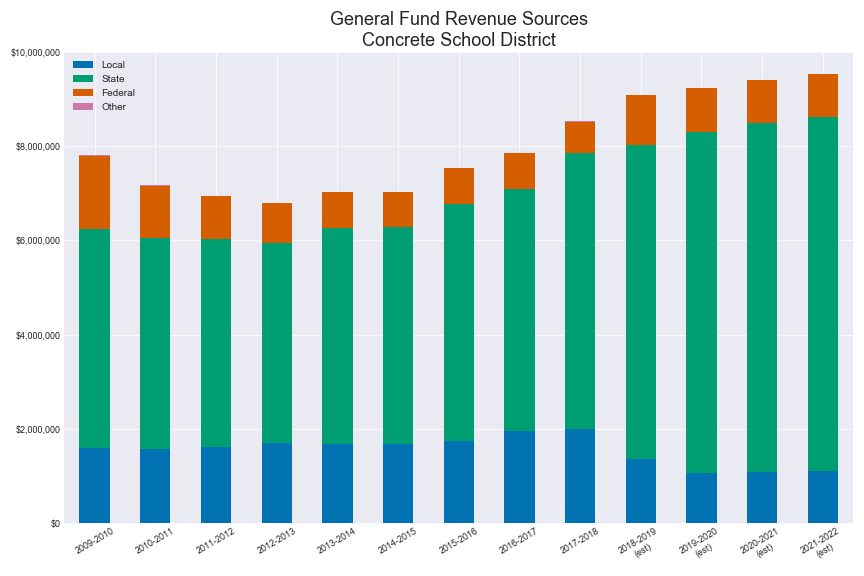 General Fund Revenue Sources
Concrete School District
$10,000,000
$8,000,000
$6,000,000
$4,000,000
$2,000,000
$0
Local
State
Federal
Other
2009-2010
2010-2011
2011-2012
2012-2013
2013-2014
2014-2015
2015-2016
2016-2017
2017-2018
2018-2019
(est)
2019-2020
(est)
2020-2021
(est)
2021-2022
(est)